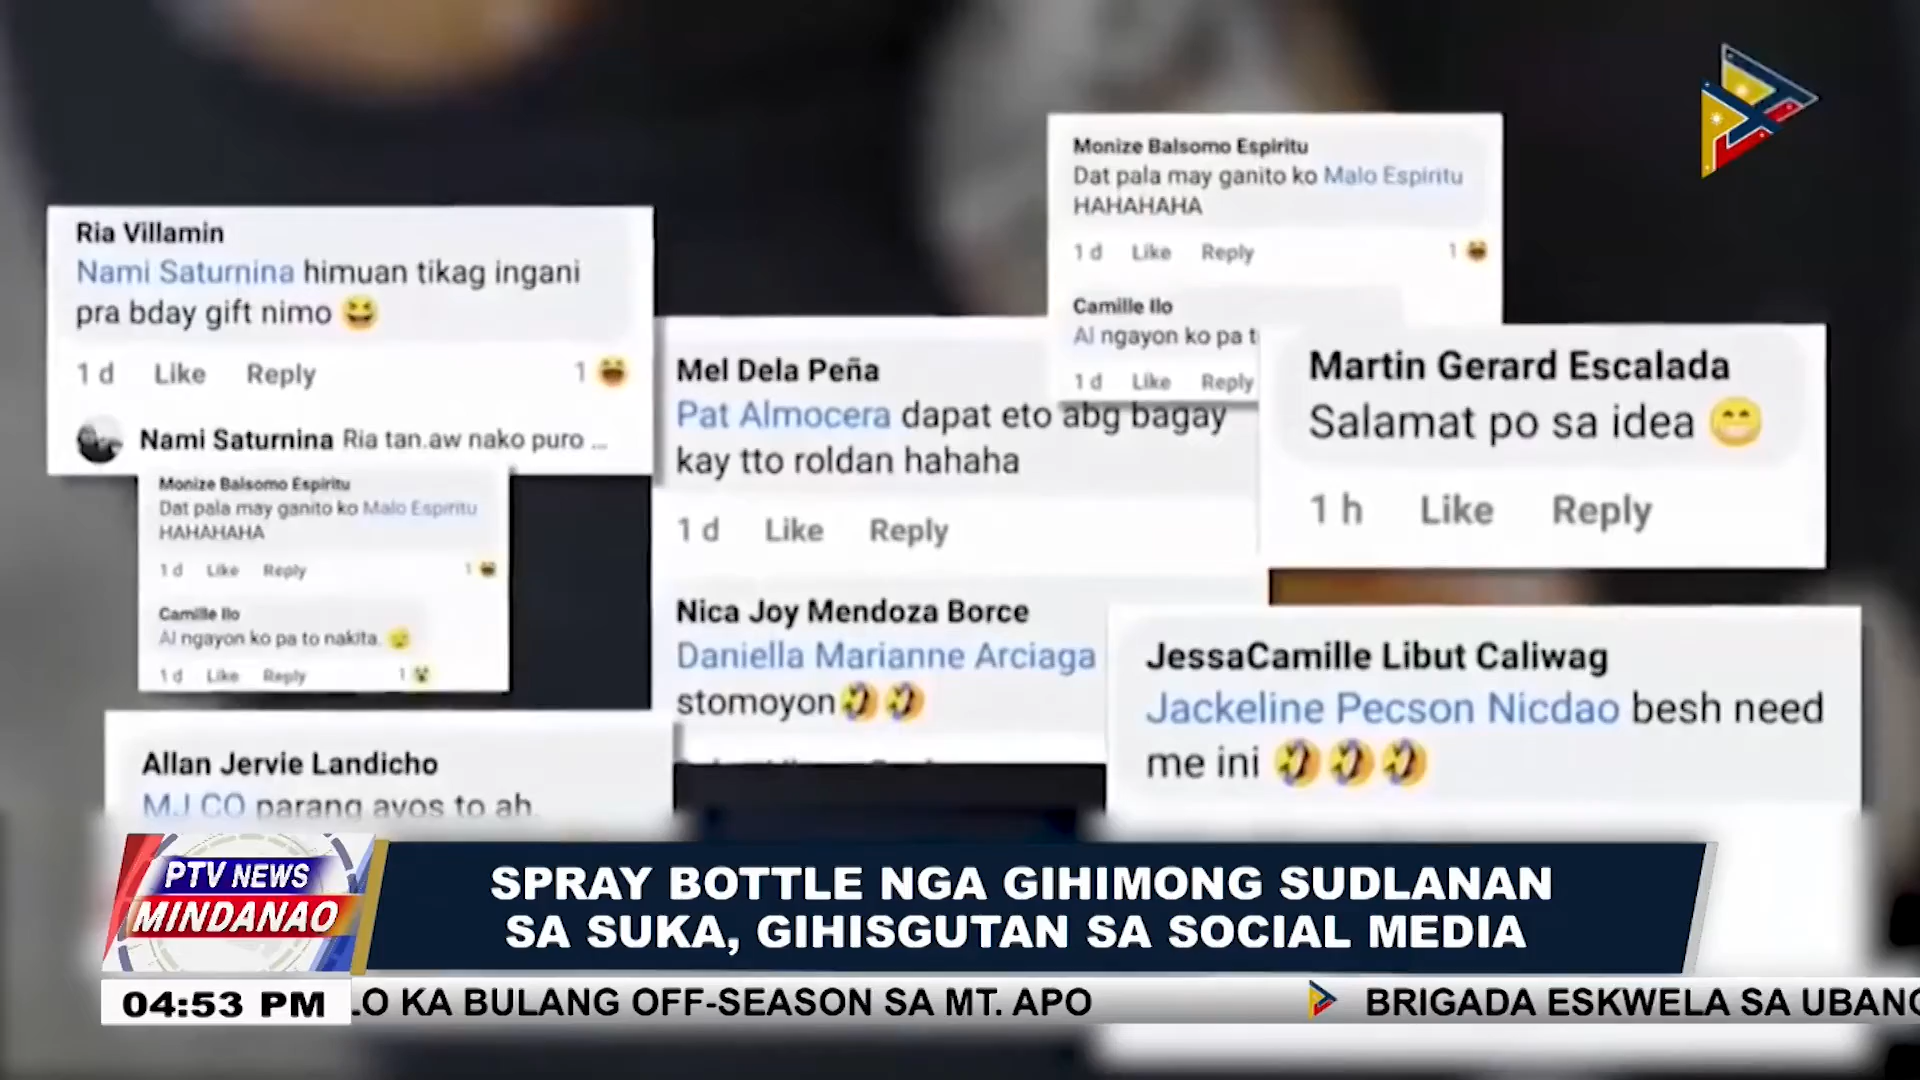 Ria Villamin
Nami Saturnina himuan tikag ingani
pra bday gift nimo
1 d Like Reply 1
Nami Saturnina Ria tan.aw nako puro ...
Monize Balsomo Espiritu
Dat pala may ganito ko Malo Espiritu
HAHAHAHA
1 d Like Reply 1
Camille Ilo
Al ngayon ko pa to nakita.
1 d Like Reply 1
Allan Jervie Landicho
MJ CO parang ayos to ah.
Mel Dela Peña
Pat Almocera dapat eto abg bagay
kay tto roldan hahaha
1 d Like Reply
Nica Joy Mendoza Borce
Daniella Marianne Arciaga
stomoyon
Monize Balsomo Espiritu
Dat pala may ganito ko Malo Espiritu
HAHAHAHA
1 d Like Reply 1
Camille Ilo
Al ngayon ko pa t
1 d Like Reply
Martin Gerard Escalada
Salamat po sa idea
1 h Like Reply
JessaCamille Libut Caliwag
Jackeline Pecson Nicdao besh need
me ini
PTV NEWS
MINDANAO
SPRAY BOTTLE NGA GIHIMONG SUDLANAN
SA SUKA, GIHISGUTAN SA SOCIAL MEDIA
04:53 PM
LO KA BULANG OFF-SEASON SA MT. APO
BRIGADA ESKWELA SA UBANG